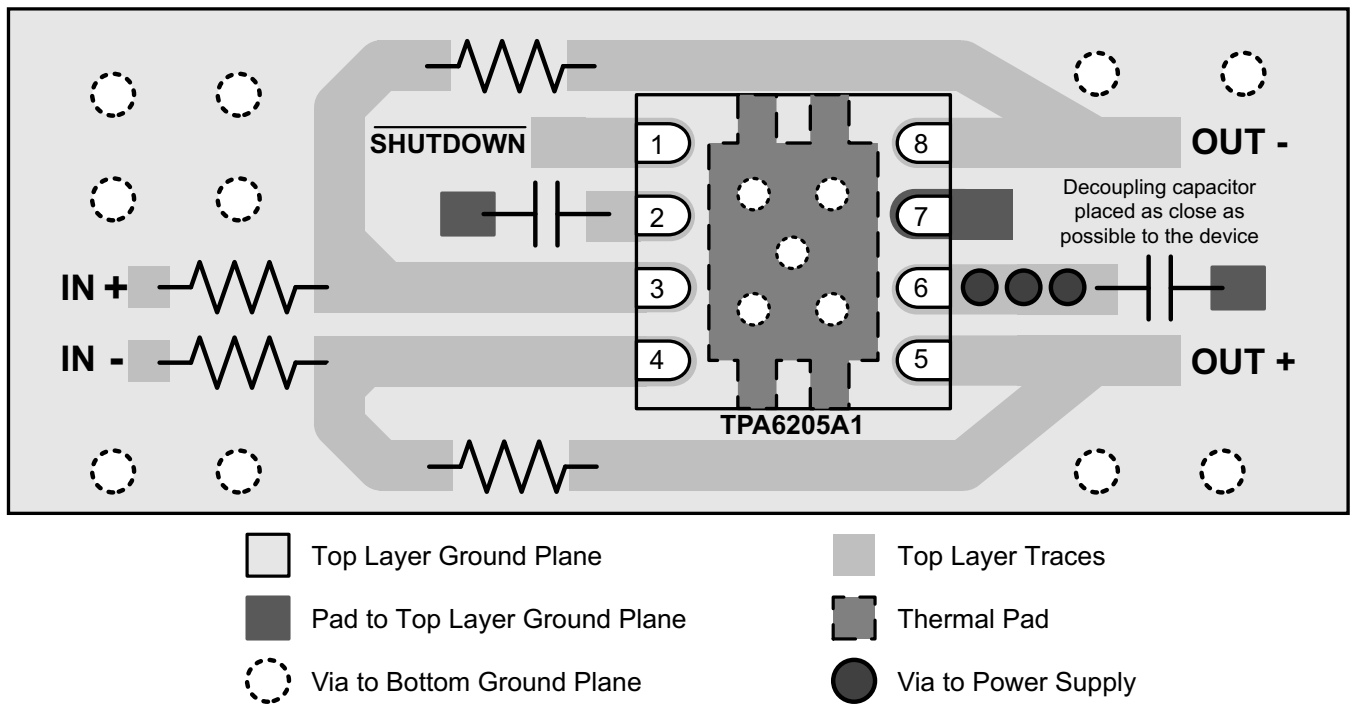 SHUTDOWN
1
8
OUT -
2
7
Decoupling capacitor
placed as close as
possible to the device
IN +
3
6
IN -
4
5
OUT +
TPA6205A1
Top Layer Ground Plane
Top Layer Traces
Pad to Top Layer Ground Plane
Thermal Pad
Via to Bottom Ground Plane
Via to Power Supply